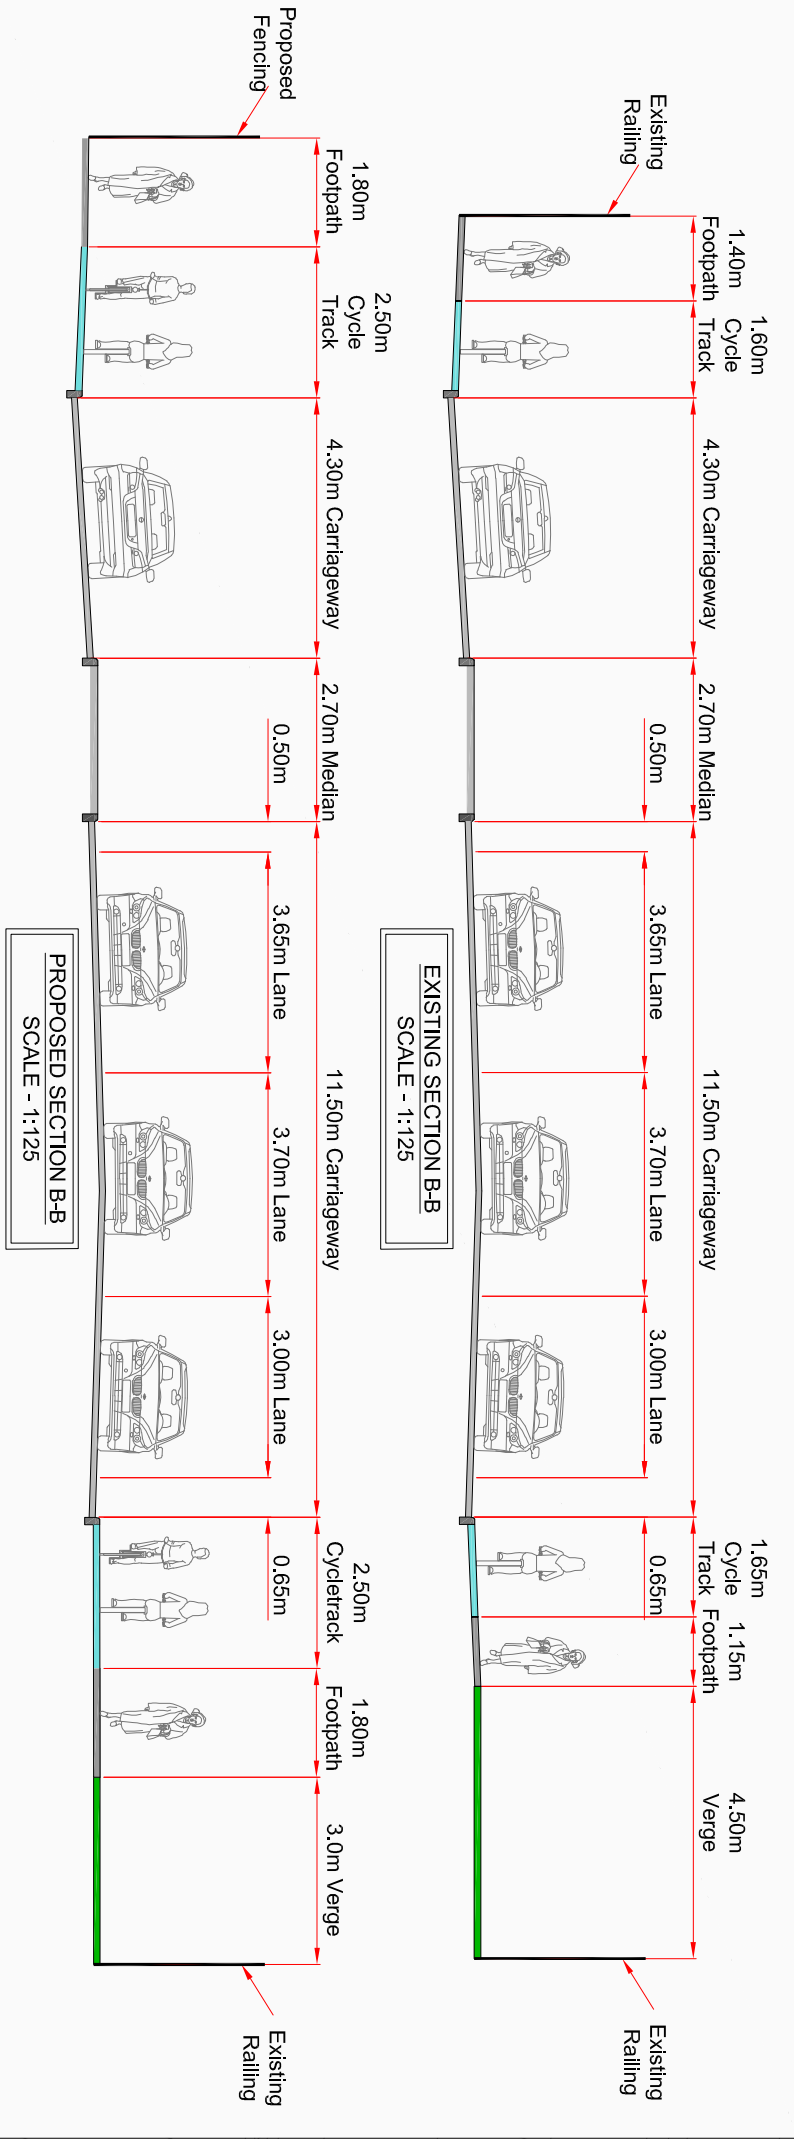 Existing
Railing
1.40m
Footpath
1.60m
Cycle
Track
4.30m Carriageway
2.70m Median
0.50m
11.50m Carriageway
3.65m Lane
3.70m Lane
3.00m Lane
0.65m
1.65m
Cycle
Track
1.15m
Footpath
4.50m
Verge
Existing
Railing
EXISTING SECTION B-B
SCALE - 1:125
Proposed
Fencing
1.80m
Footpath
2.50m
Cycle
Track
4.30m Carriageway
2.70m Median
0.50m
11.50m Carriageway
3.65m Lane
3.70m Lane
3.00m Lane
0.65m
2.50m
Cycletrack
1.80m
Footpath
3.0m Verge
Existing
Railing
PROPOSED SECTION B-B
SCALE - 1:125